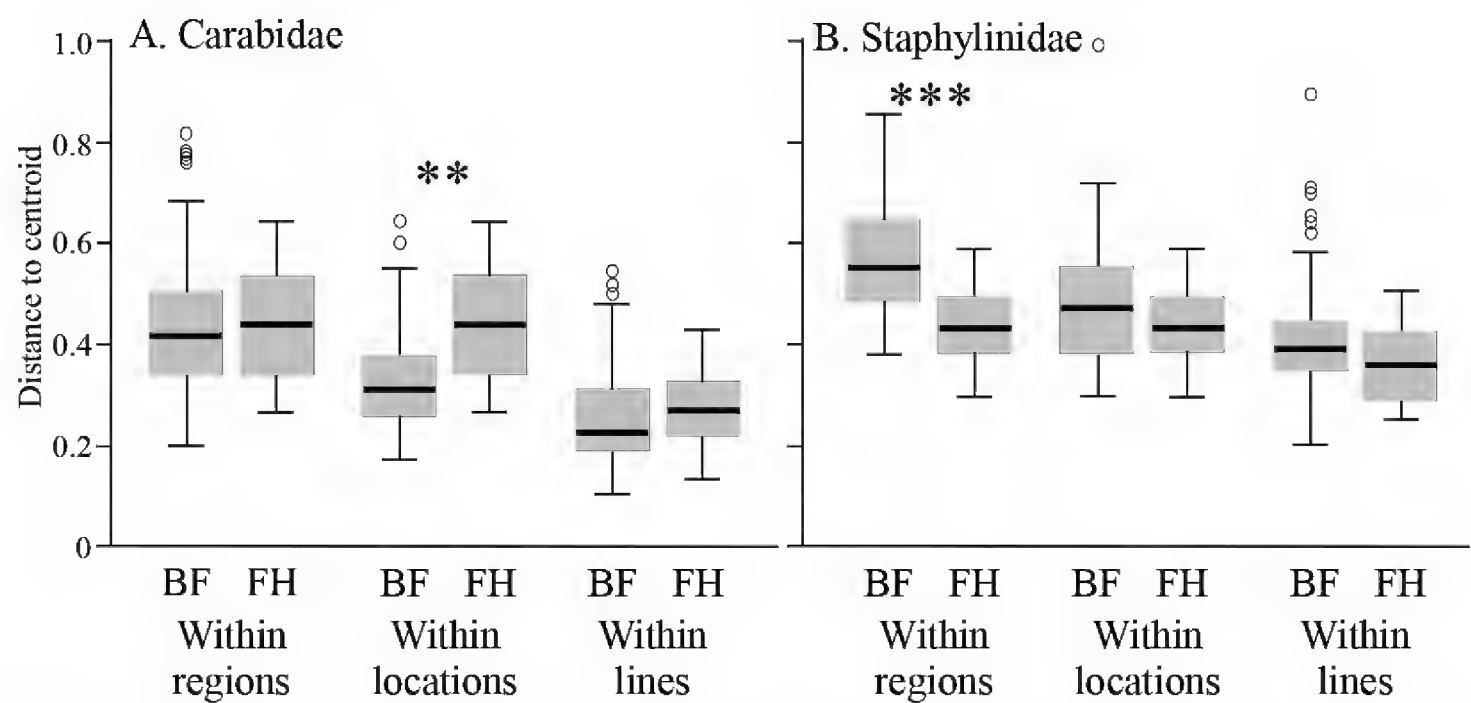 A. Carabidae
B. Staphylinidae
1.0
0.8
0.6
0.4
0.2
0
Distance to centroid
**
***
BF FH BF FH BF FH
Within regions
Within locations
Within lines
BF FH BF FH BF FH
Within regions
Within locations
Within lines